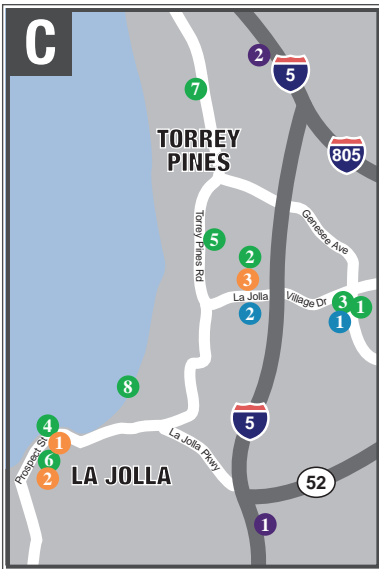 C
2
5
7
805
TORREY
PINES
Genesee Ave
Torrey Pines Rd
5
2
3
La Jolla Village Dr
3
1
2
1
8
4
5
1
Prospect St
La Jolla Pkwy
6
2
LA JOLLA
52
1